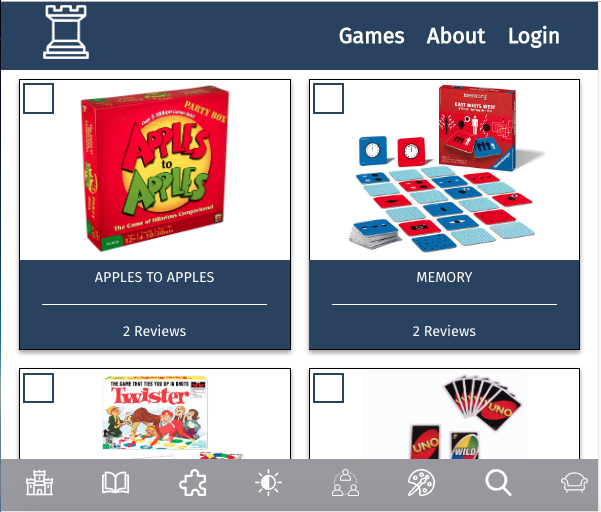 Games About Login
PARTY BOX
APPLES
to
APPLES
The Game of Hilarious Comparisons!
memory
EAST MEETS WEST
APPLES TO APPLES
MEMORY
2 Reviews
2 Reviews
THE GAME THAT TIES YOU UP IN KNOTS
Twister
UNO
UNO
WILD